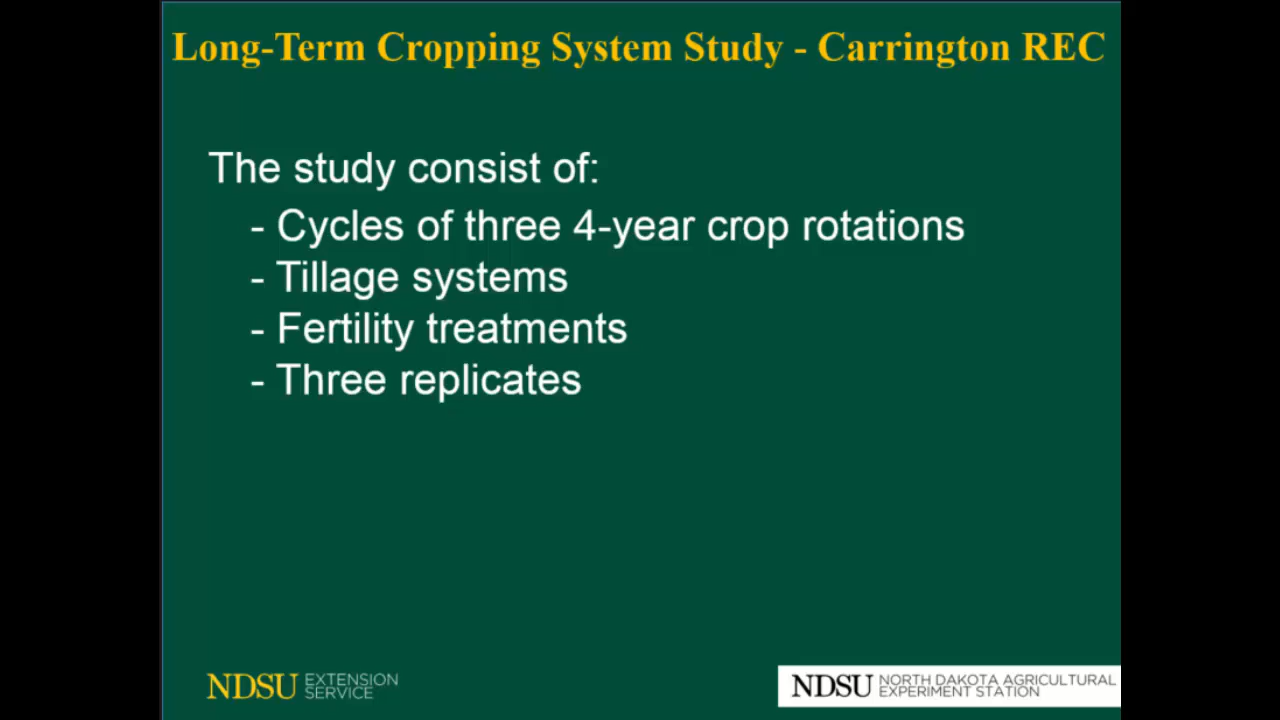 Long-Term Cropping System Study - Carrington REC
The study consist of:
- Cycles of three 4-year crop rotations
- Tillage systems
- Fertility treatments
- Three replicates
NDSU EXTENSION SERVICE
NDSU NORTH DAKOTA AGRICULTURAL EXPERIMENT STATION